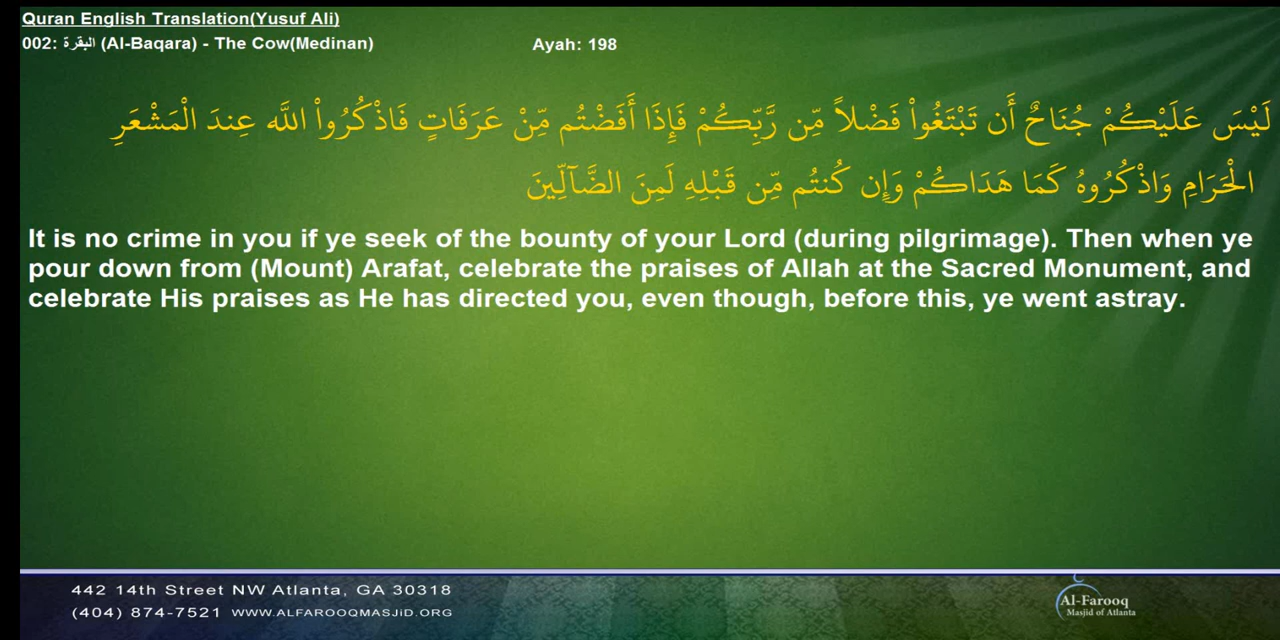 Quran English Translation(Yusuf Ali)
002: البقرة (Al-Baqara) - The Cow(Medinan)
Ayah: 198
لَيْسَ عَلَيْكُمْ جُنَاحٌ أَن تَبْتَغُواْ فَضْلاً مِّن رَّبِّكُمْ فَإِذَا أَفَضْتُم مِّنْ عَرَفَاتٍ فَاذْكُرُواْ اللَّه عِندَ الْمَشْعَرِ
الْحَرَامِ وَاذْكُرُوهُ كَمَا هَدَاكُمْ وَإِن كُنتُم مِّن قَبْلِهِ لَمِنَ الضَّآلِّينَ
It is no crime in you if ye seek of the bounty of your Lord (during pilgrimage). Then when ye
pour down from (Mount) Arafat, celebrate the praises of Allah at the Sacred Monument, and
celebrate His praises as He has directed you, even though, before this, ye went astray.
442 14th Street NW Atlanta, GA 30318
(404) 874-7521 WWW.ALFAROOQMASJiD.ORG
Al-Farooq
Masjid of Atlanta